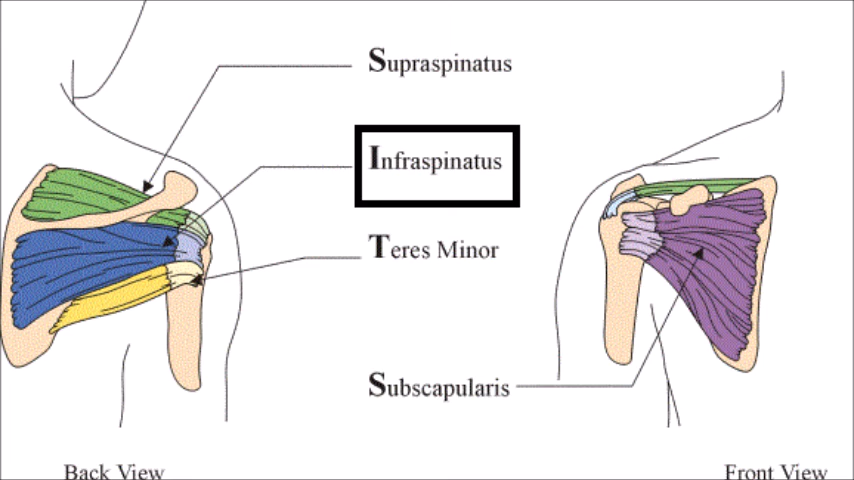 Supraspinatus
Infraspinatus
Teres Minor
Subscapularis
Back View
Front View